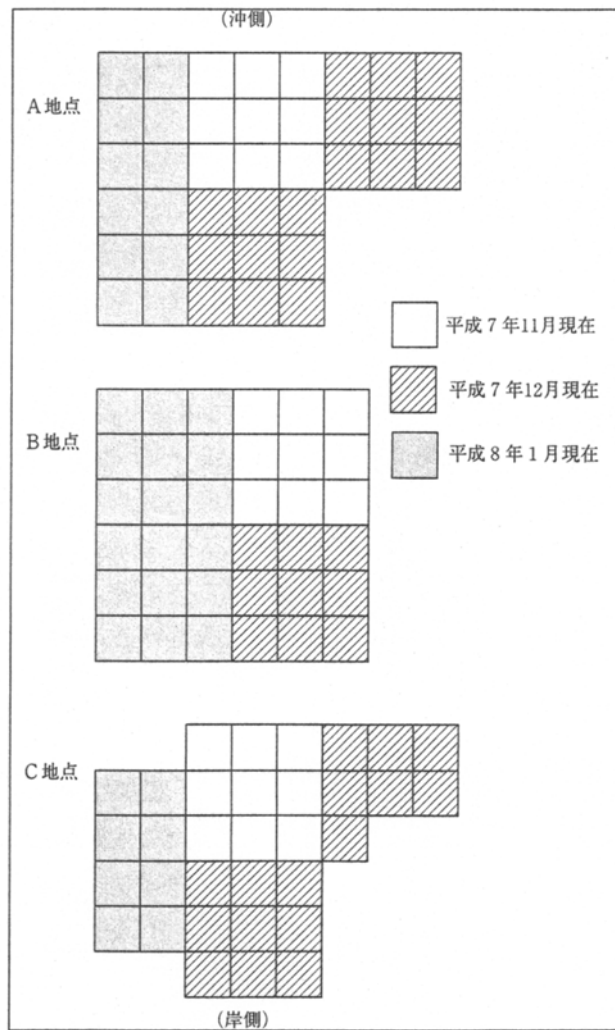 (沖側)
A地点
平成7年11月現在
平成7年12月現在
B地点
平成8年1月現在
C地点
(岸側)